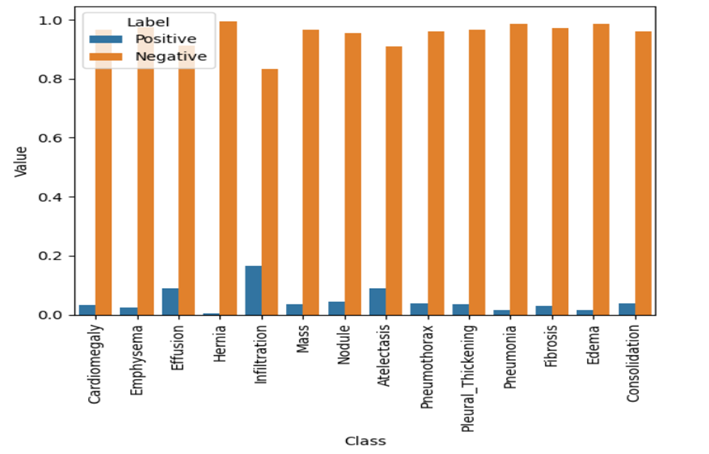 Label
Positive
Negative
1.0
0.8
0.6
0.4
0.2
0.0
Value
Cardiomegaly
Emphysema
Effusion
Hernia
Infiltration
Mass
Nodule
Atelectasis
Pneumothorax
Pleural_Thickening
Pneumonia
Fibrosis
Edema
Consolidation
Class